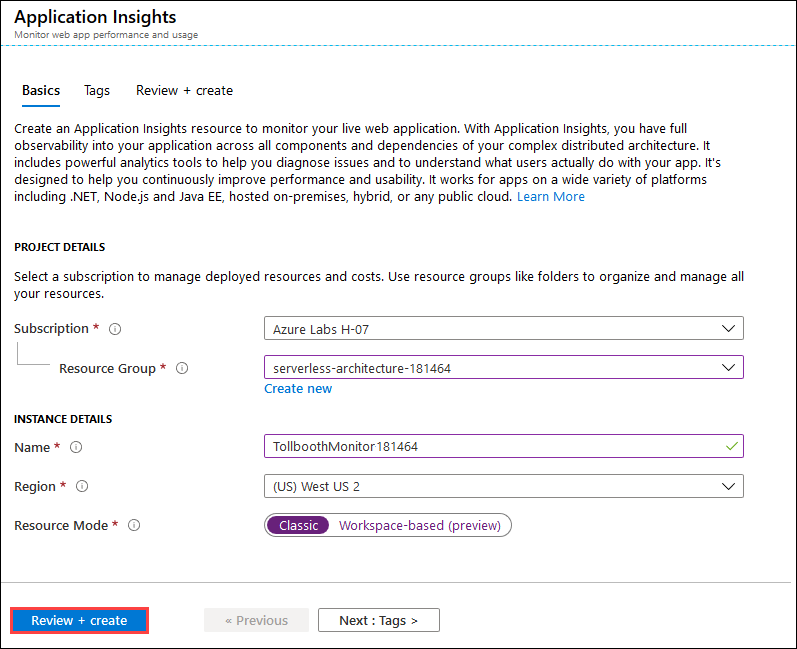 Application Insights
Monitor web app performance and usage
Basics Tags Review + create
Create an Application Insights resource to monitor your live web application. With Application Insights, you have full
observability into your application across all components and dependencies of your complex distributed architecture. It
includes powerful analytics tools to help you diagnose issues and to understand what users actually do with your app. It's
designed to help you continuously improve performance and usability. It works for apps on a wide variety of platforms
including .NET, Node.js and Java EE, hosted on-premises, hybrid, or any public cloud. Learn More
PROJECT DETAILS
Select a subscription to manage deployed resources and costs. Use resource groups like folders to organize and manage all
your resources.
Subscription * Azure Labs H-07
Resource Group * serverless-architecture-181464
Create new
INSTANCE DETAILS
Name * TollboothMonitor181464
Region * (US) West US 2
Resource Mode * Classic Workspace-based (preview)
Review + create « Previous Next : Tags >